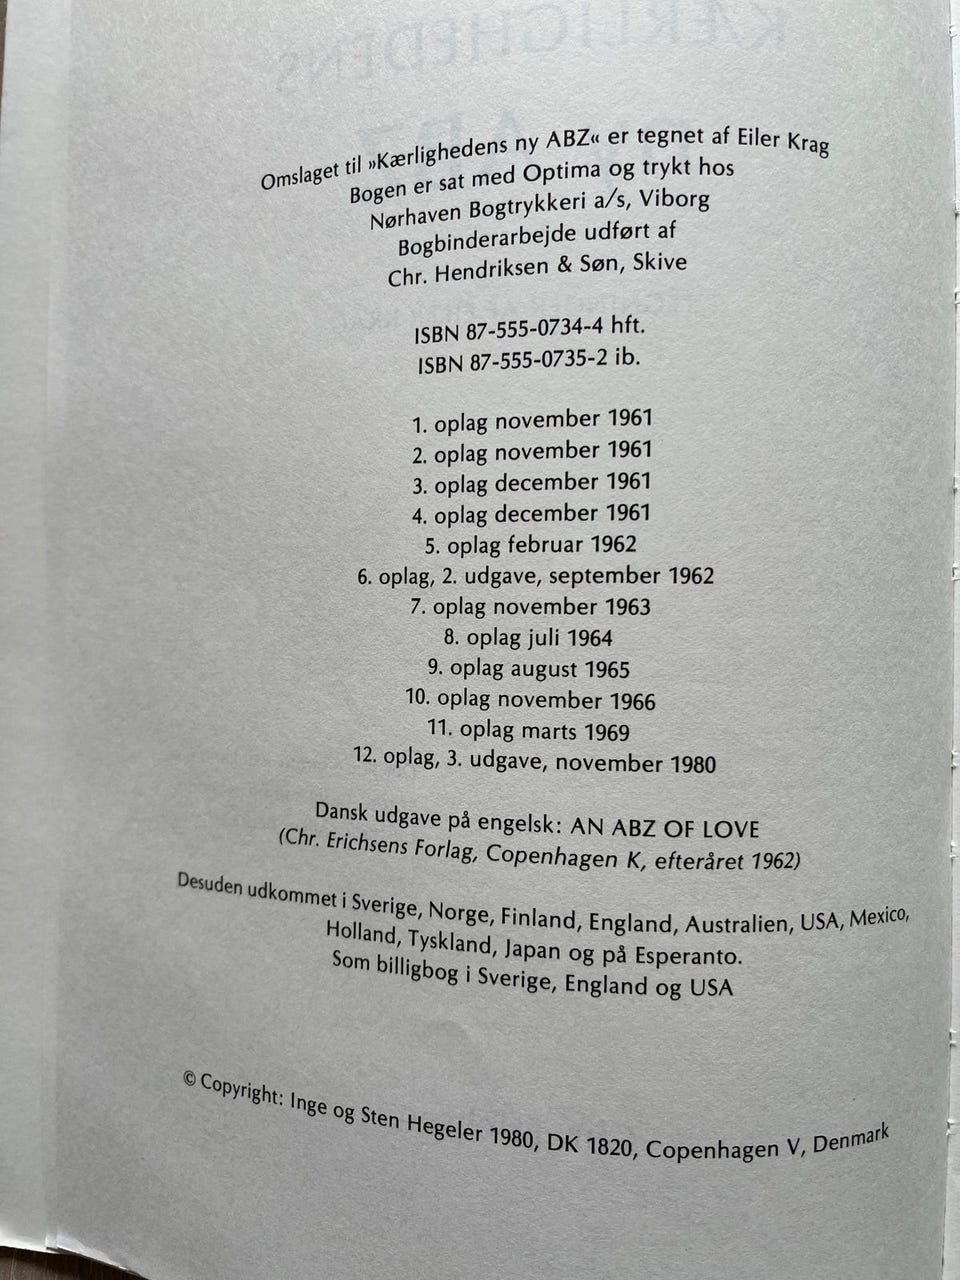 Omslaget til »Kærlighedens ny ABZ« er tegnet af Eiler Krag
Bogen er sat med Optima og trykt hos
Nørhaven Bogtrykkeri a/s, Viborg
Bogbinderarbejde udført af
Chr. Hendriksen & Søn, Skive
ISBN 87-555-0734-4 hft.
ISBN 87-555-0735-2 ib.
1. oplag november 1961
2. oplag november 1961
3. oplag december 1961
4. oplag december 1961
5. oplag februar 1962
6. oplag, 2. udgave, september 1962
7. oplag november 1963
8. oplag juli 1964
9. oplag august 1965
10. oplag november 1966
11. oplag marts 1969
12. oplag, 3. udgave, november 1980
Dansk udgave på engelsk: AN ABZ OF LOVE
(Chr. Erichsens Forlag, Copenhagen K, efteråret 1962)
Desuden udkommet i Sverige, Norge, Finland, England, Australien, USA, Mexico,
Holland, Tyskland, Japan og på Esperanto.
Som billigbog i Sverige, England og USA
© Copyright: Inge og Sten Hegeler 1980, DK 1820, Copenhagen V, Denmark